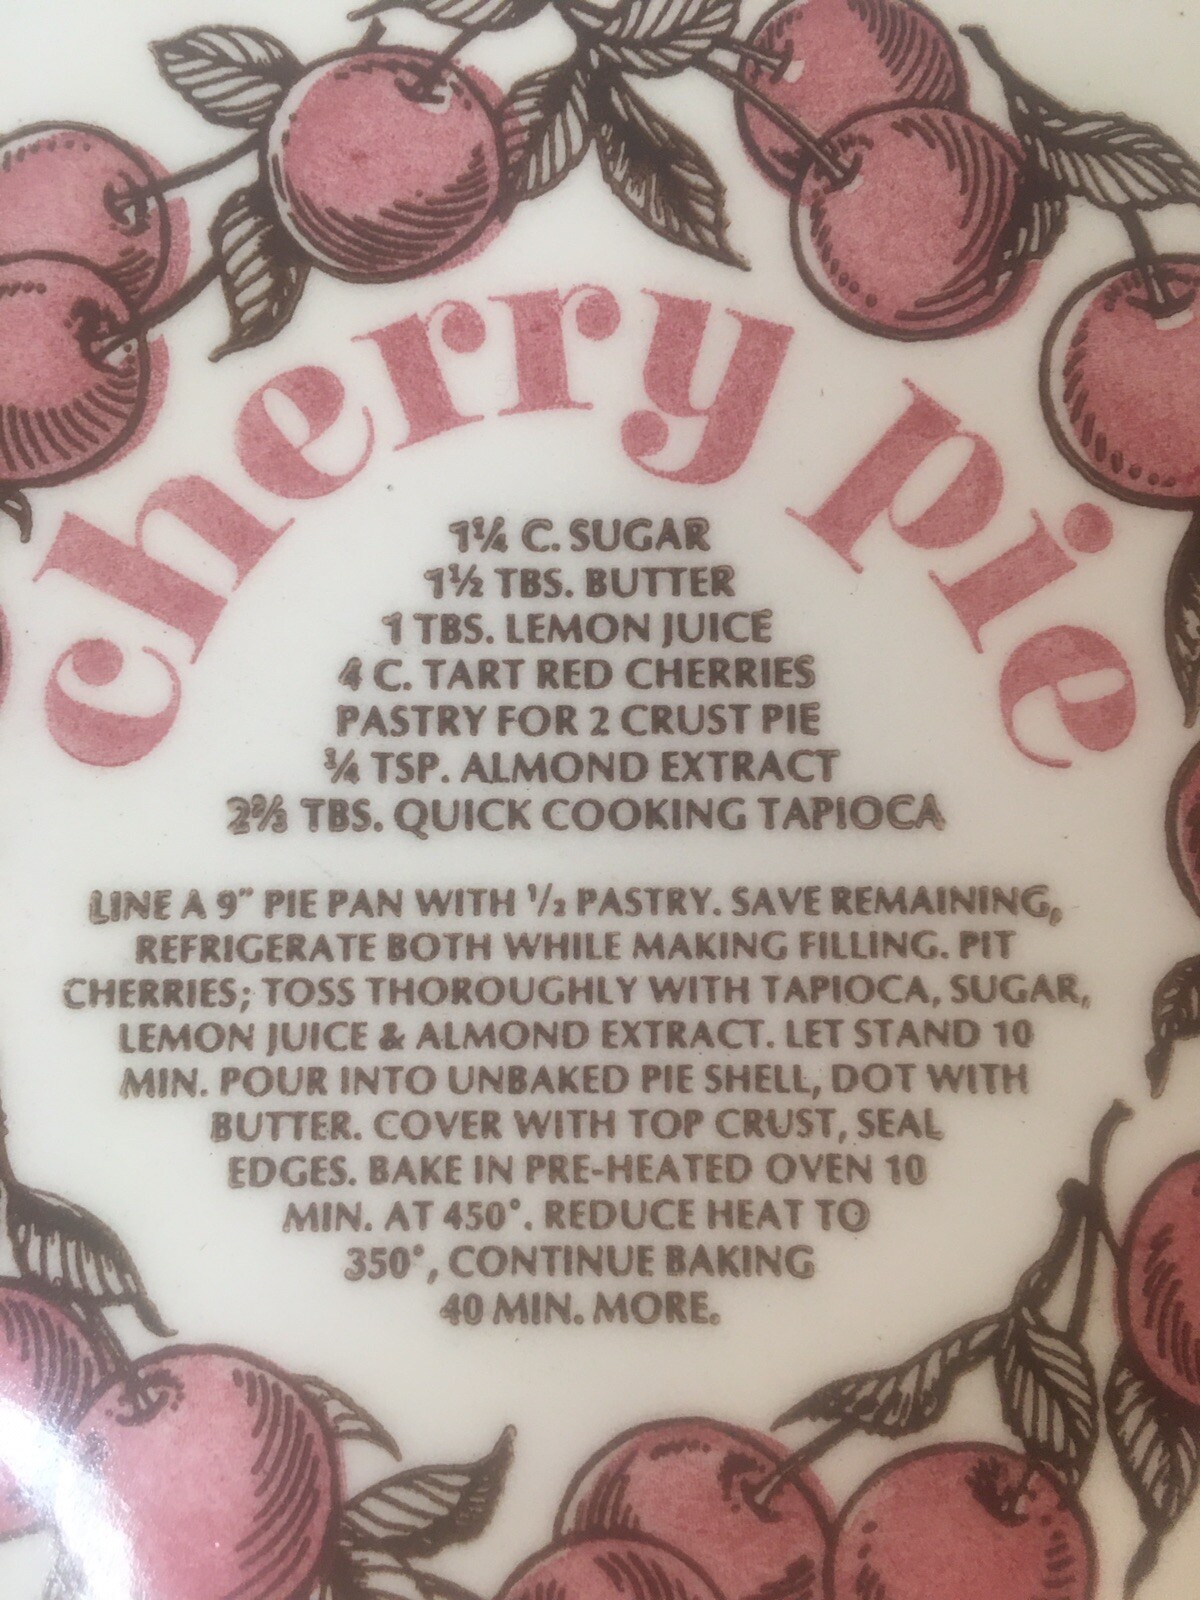 cherry pie
1¼ C. SUGAR
1½ TBS. BUTTER
1 TBS. LEMON JUICE
4 C. TART RED CHERRIES
PASTRY FOR 2 CRUST PIE
¼ TSP. ALMOND EXTRACT
2⅔ TBS. QUICK COOKING TAPIOCA
LINE A 9" PIE PAN WITH ½ PASTRY. SAVE REMAINING,
REFRIGERATE BOTH WHILE MAKING FILLING. PIT
CHERRIES; TOSS THOROUGHLY WITH TAPIOCA, SUGAR,
LEMON JUICE & ALMOND EXTRACT. LET STAND 10
MIN. POUR INTO UNBAKED PIE SHELL, DOT WITH
BUTTER. COVER WITH TOP CRUST, SEAL
EDGES. BAKE IN PRE-HEATED OVEN 10
MIN. AT 450°. REDUCE HEAT TO
350°, CONTINUE BAKING
40 MIN. MORE.